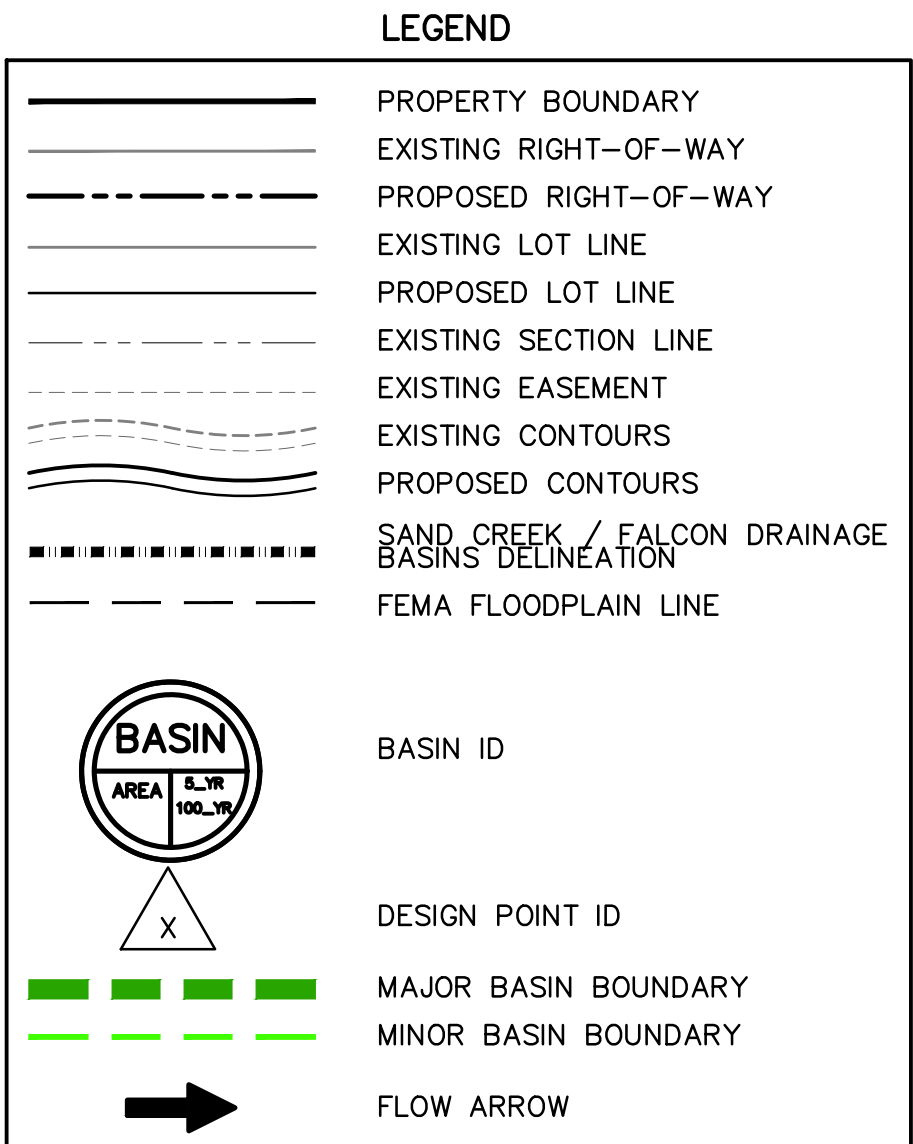 LEGEND
PROPERTY BOUNDARY
EXISTING RIGHT-OF-WAY
PROPOSED RIGHT-OF-WAY
EXISTING LOT LINE
PROPOSED LOT LINE
EXISTING SECTION LINE
EXISTING EASEMENT
EXISTING CONTOURS
PROPOSED CONTOURS
SAND CREEK / FALCON DRAINAGE
BASINS DELINEATION
FEMA FLOODPLAIN LINE
BASIN
AREA
5_YR
100_YR
BASIN ID
X
DESIGN POINT ID
MAJOR BASIN BOUNDARY
MINOR BASIN BOUNDARY
FLOW ARROW